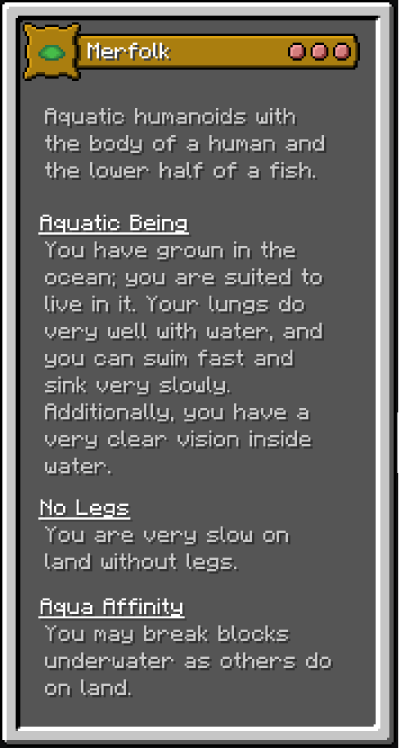 Merfolk
Aquatic humanoids with
the body of a human and
the lower half of a fish.
Aquatic Being
You have grown in the
ocean; you are suited to
live in it. Your lungs do
very well with water, and
you can swim fast and
sink very slowly.
Additionally, you have a
very clear vision inside
water.
No Legs
You are very slow on
land without legs.
Aqua Affinity
You may break blocks
underwater as others do
on land.